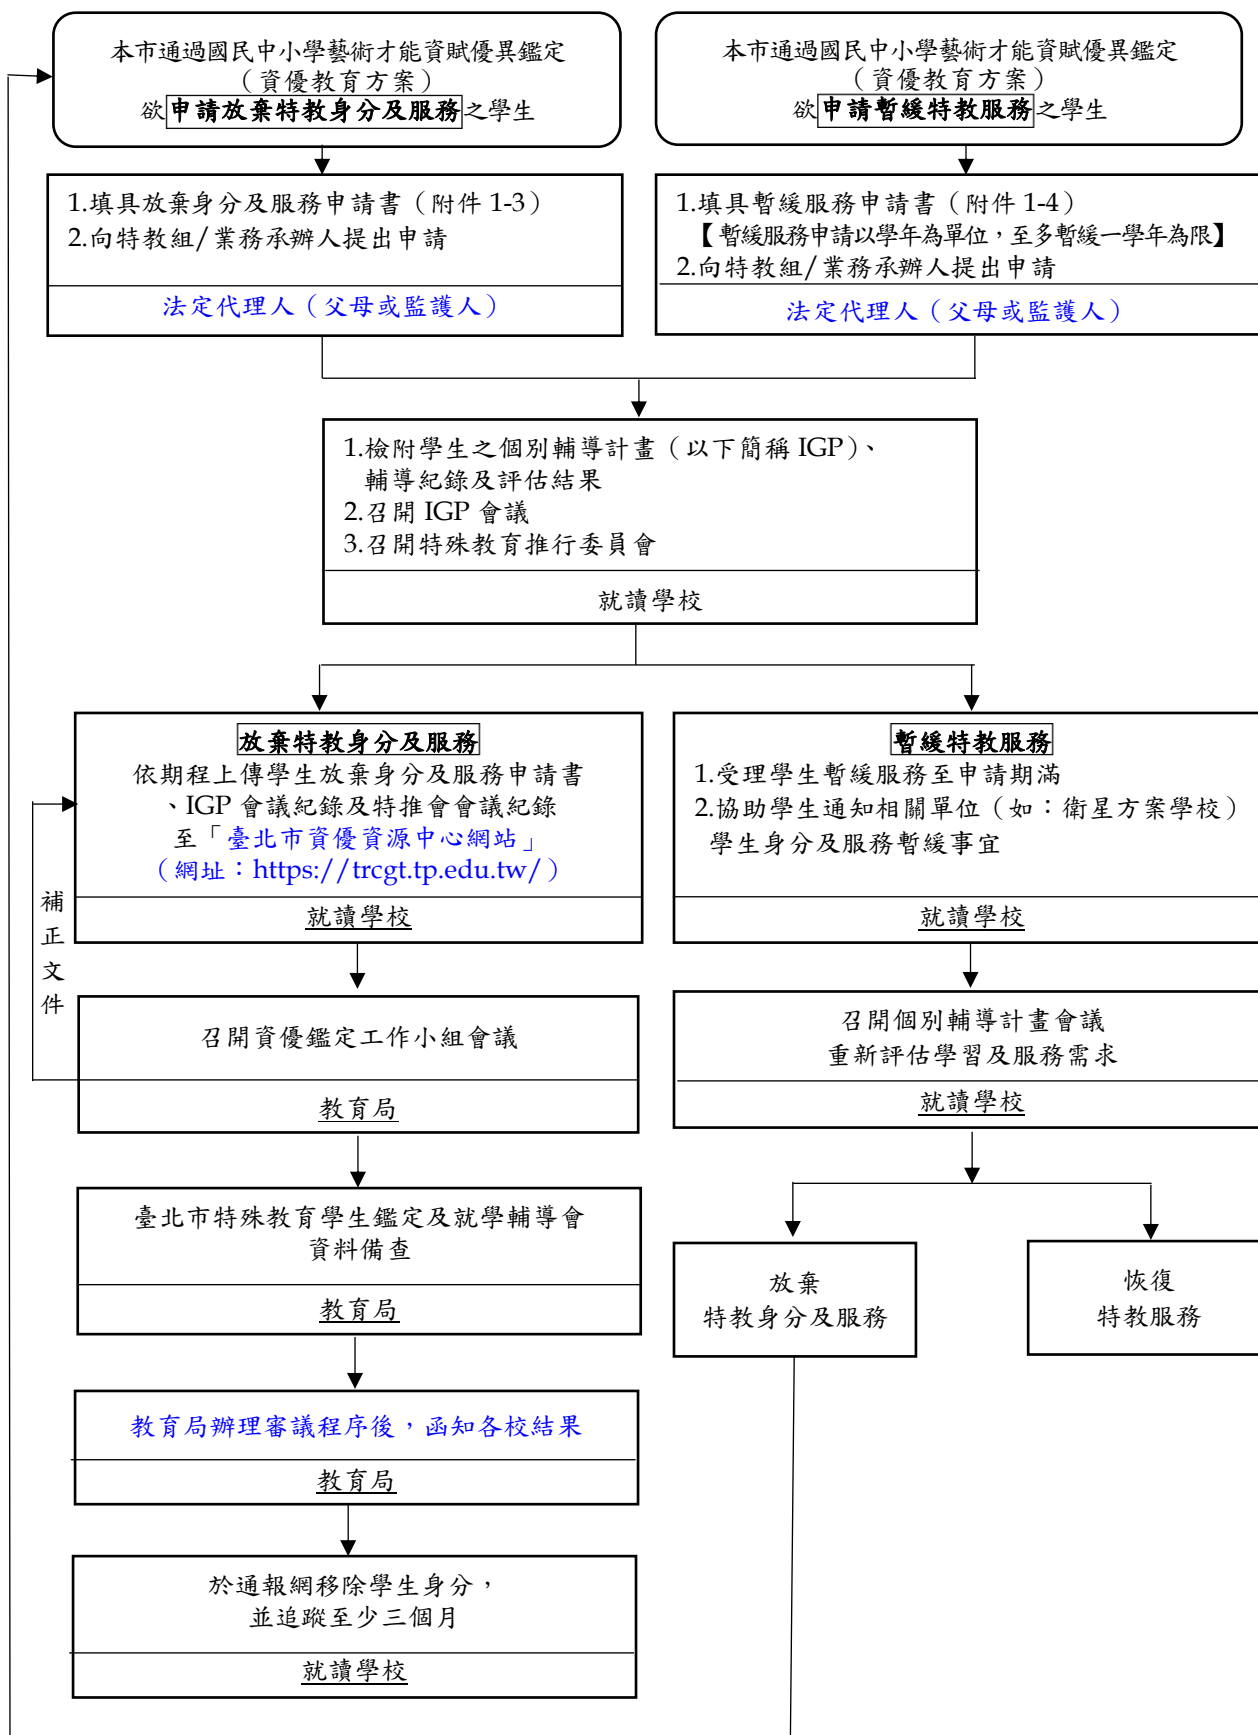 本市通過國民中小學藝術才能資賦優異鑑定
（資優教育方案）
欲申請放棄特教身分及服務之學生
本市通過國民中小學藝術才能資賦優異鑑定
（資優教育方案）
欲申請暫緩特教服務之學生
1.填具放棄身分及服務申請書（附件 1-3）
2.向特教組/業務承辦人提出申請
法定代理人（父母或監護人）
1.填具暫緩服務申請書（附件 1-4）
【暫緩服務申請以學年為單位，至多暫緩一學年為限】
2.向特教組/業務承辦人提出申請
法定代理人（父母或監護人）
1.檢附學生之個別輔導計畫（以下簡稱 IGP）、
輔導紀錄及評估結果
2.召開 IGP 會議
3.召開特殊教育推行委員會
就讀學校
放棄特教身分及服務
依期程上傳學生放棄身分及服務申請書
、IGP 會議紀錄及特推會會議紀錄
至「臺北市資優資源中心網站」
（網址：https://trcgt.tp.edu.tw/）
就讀學校
暫緩特教服務
1.受理學生暫緩服務至申請期滿
2.協助學生通知相關單位（如：衛星方案學校）
學生身分及服務暫緩事宜
就讀學校
補
正
文
件
召開資優鑑定工作小組會議
教育局
召開個別輔導計畫會議
重新評估學習及服務需求
就讀學校
臺北市特殊教育學生鑑定及就學輔導會
資料備查
教育局
放棄
特教身分及服務
恢復
特教服務
教育局辦理審議程序後，函知各校結果
教育局
於通報網移除學生身分，
並追蹤至少三個月
就讀學校